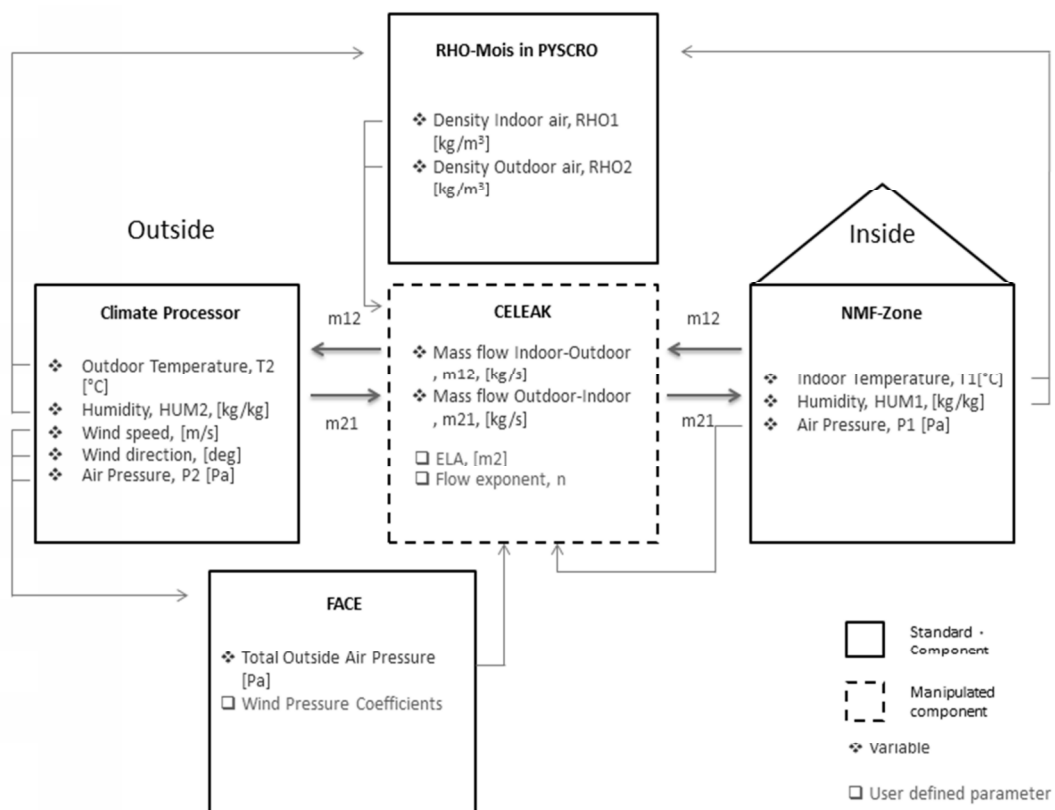 RHO-Mois in PYSCRO
❖ Density Indoor air, RHO1
[kg/m³]
❖ Density Outdoor air, RHO2
[kg/m³]
Outside
Inside
Climate Processor
❖ Outdoor Temperature, T2
[°C]
❖ Humidity, HUM2, [kg/kg]
❖ Wind speed, [m/s]
❖ Wind direction, [deg]
❖ Air Pressure, P2 [Pa]
m12
m21
CELEAK
❖ Mass flow Indoor-Outdoor
, m12, [kg/s]
❖ Mass flow Outdoor-Indoor
, m21, [kg/s]
❑ ELA, [m2]
❑ Flow exponent, n
m12
m21
NMF-Zone
❖ Indoor Temperature, T1[°C]
❖ Humidity, HUM1, [kg/kg]
❖ Air Pressure, P1 [Pa]
FACE
❖ Total Outside Air Pressure
[Pa]
❑ Wind Pressure Coefficients
Standard -
Component
Manipulated
component
❖ Variable
❑ User defined parameter